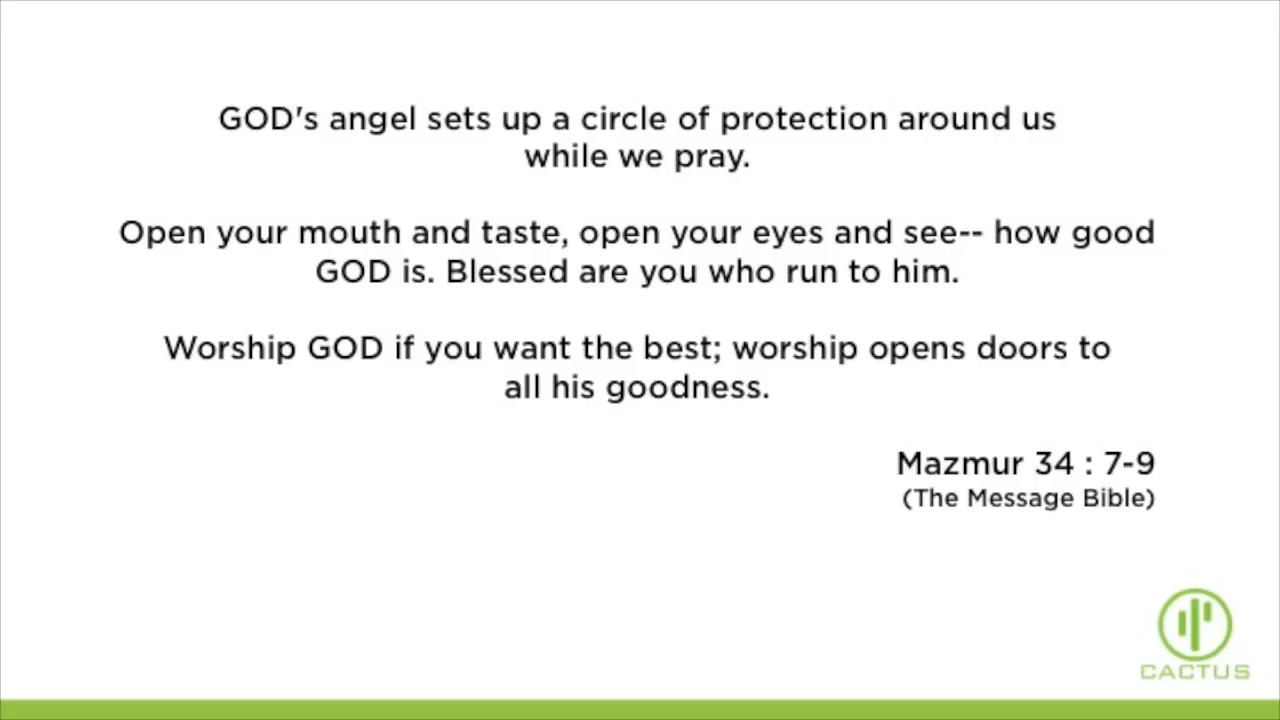 GOD's angel sets up a circle of protection around us
while we pray.
Open your mouth and taste, open your eyes and see-- how good
GOD is. Blessed are you who run to him.
Worship GOD if you want the best; worship opens doors to
all his goodness.
Mazmur 34 : 7-9
(The Message Bible)
CACTUS